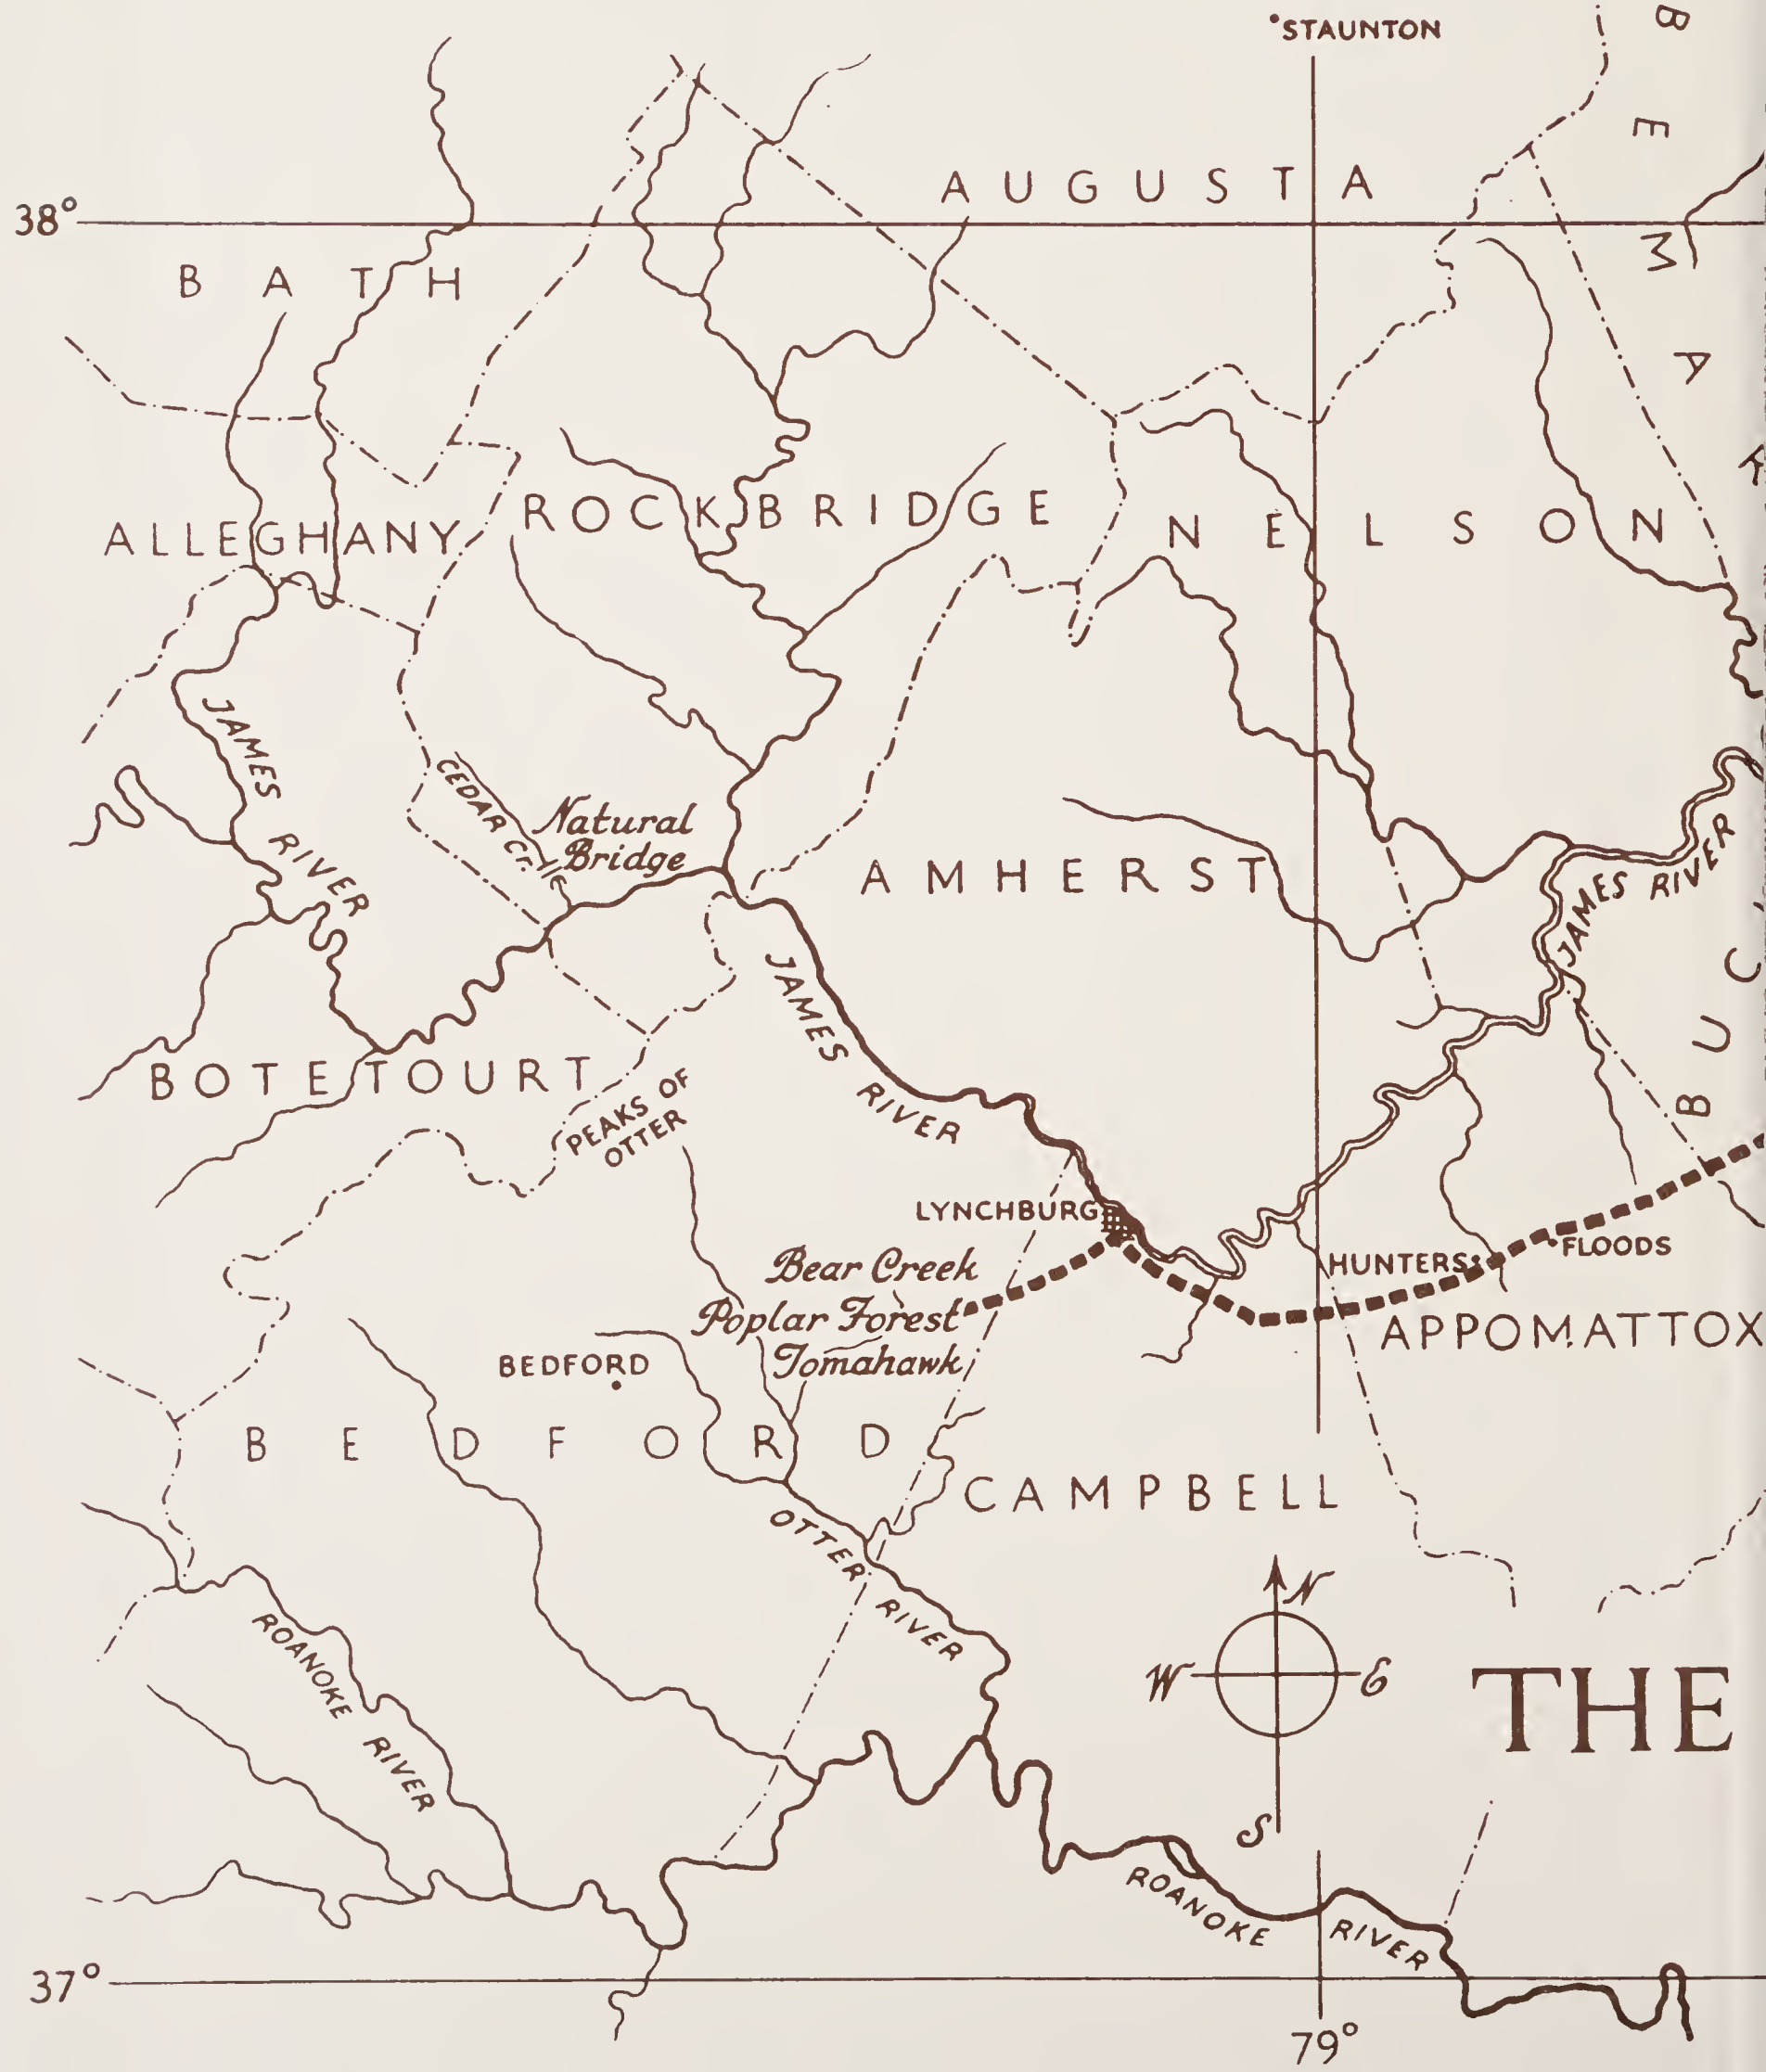 STAUNTON
B
E
M
A
AUGUSTA
38°
BATH
ROCKBRIDGE
NELSON
ALLEGHANY
JAMES
RIVER
CEDAR CR.
Natural
Bridge
AMHERST
JAMES RIVER
BUC
JAMES
RIVER
BOTETOURT
PEAKS OF
OTTER
LYNCHBURG
Bear Creek
HUNTERS
FLOODS
Poplar Forest
APPOMATTOX
Tomahawk
BEDFORD
BEDFORD
CAMPBELL
OTTER
RIVER
N
W
E
S
THE
ROANOKE
RIVER
ROANOKE
RIVER
37°
79°